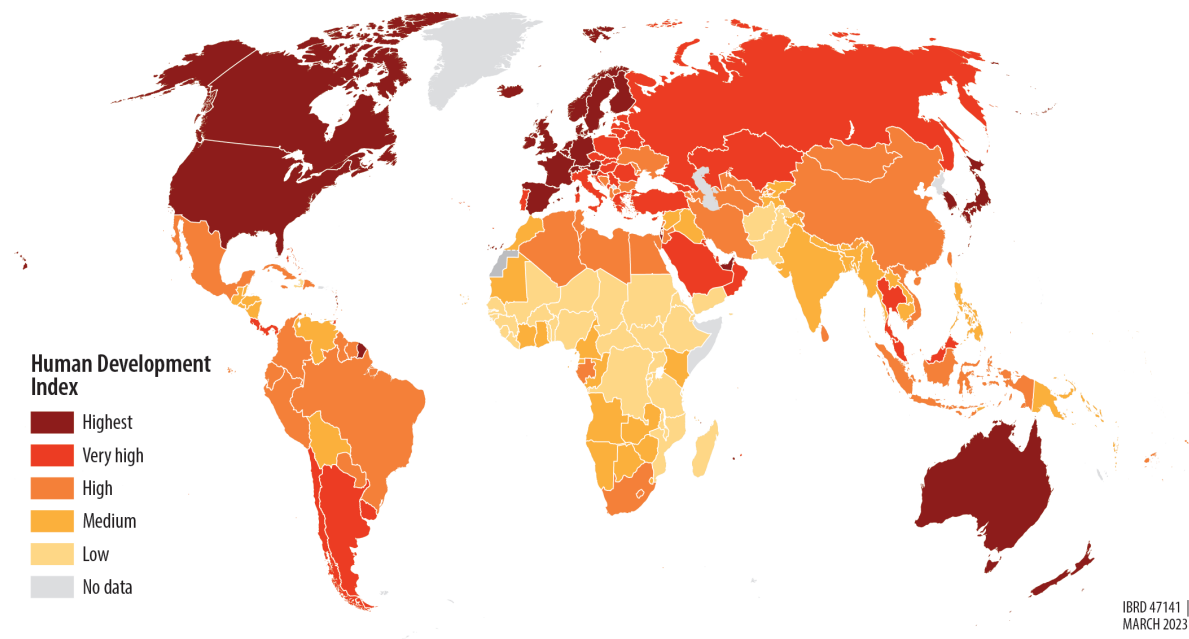 Human Development
Index
Highest
Very high
High
Medium
Low
No data
IBRD 47141 |
MARCH 2023